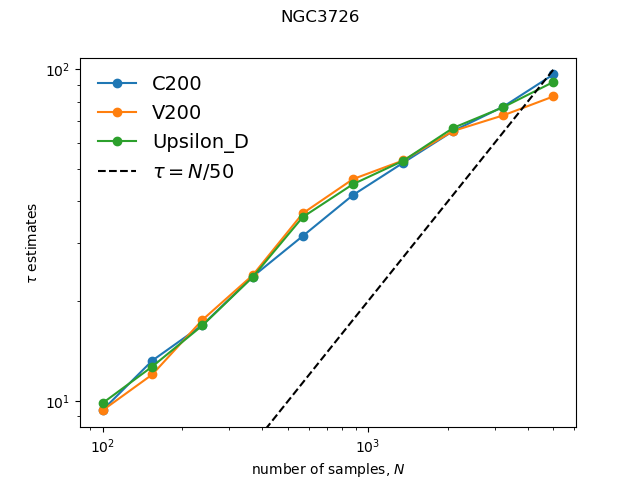 NGC3726
C200
V200
Upsilon_D
τ = N/50
10²
10¹
τ estimates
10²
10³
number of samples, N